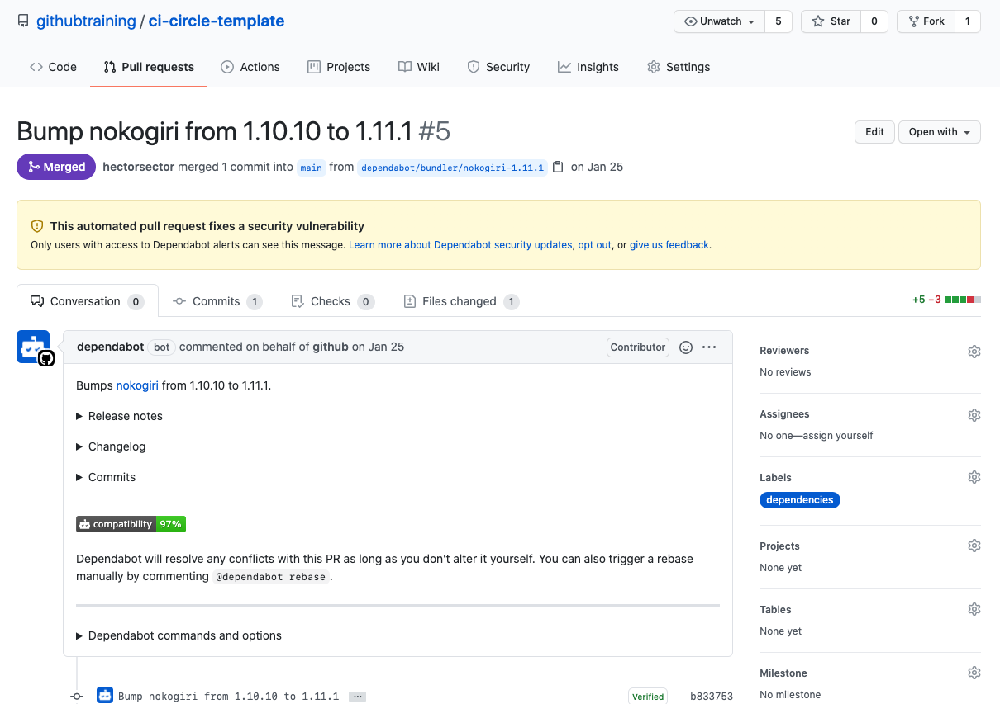 githubtraining / ci-circle-template
Unwatch 5 Star 0 Fork 1
Code Pull requests Actions Projects Wiki Security Insights Settings
Bump nokogiri from 1.10.10 to 1.11.1 #5
Edit Open with
Merged hectorsector merged 1 commit into main from dependabot/bundler/nokogiri-1.11.1 on Jan 25
This automated pull request fixes a security vulnerability
Only users with access to Dependabot alerts can see this message. Learn more about Dependabot security updates, opt out, or give us feedback.
Conversation 0 Commits 1 Checks 0 Files changed 1 +5 −3
dependabot bot commented on behalf of github on Jan 25 Contributor
Bumps nokogiri from 1.10.10 to 1.11.1.
Release notes
Changelog
Commits
compatibility 97%
Dependabot will resolve any conflicts with this PR as long as you don't alter it yourself. You can also trigger a rebase
manually by commenting @dependabot rebase.
Dependabot commands and options
Bump nokogiri from 1.10.10 to 1.11.1 … Verified b833753
Reviewers
No reviews
Assignees
No one—assign yourself
Labels
dependencies
Projects
None yet
Tables
None yet
Milestone
No milestone